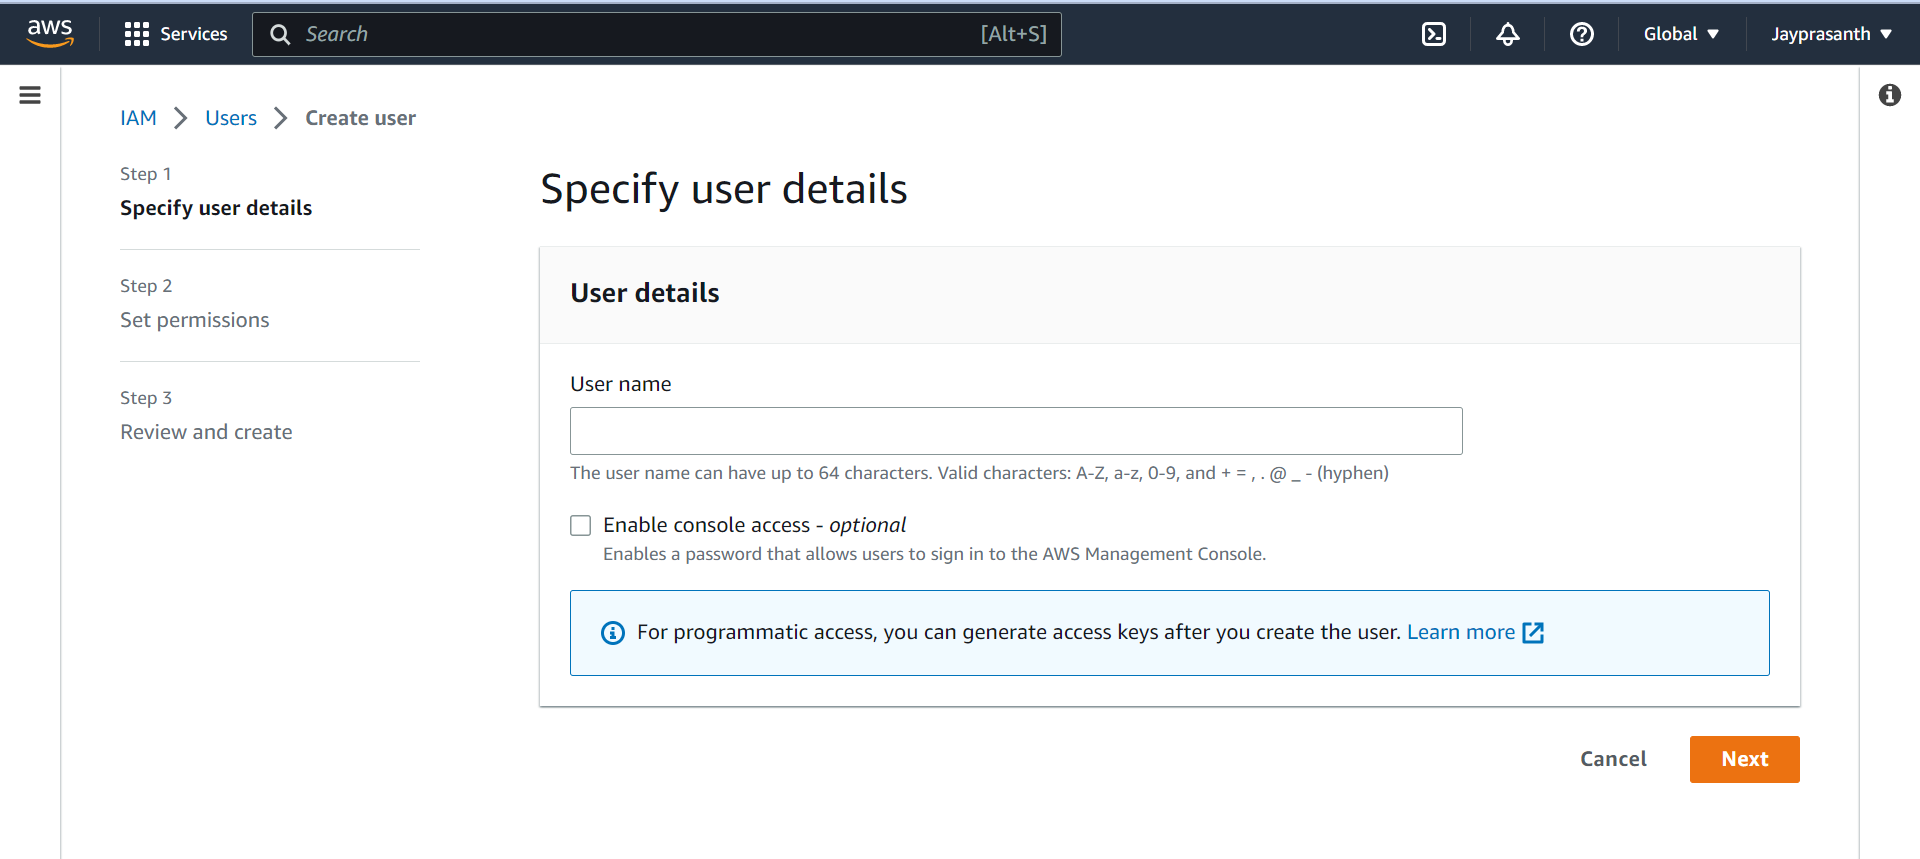 aws
Services
Search [Alt+S]
Global
Jayprasanth
IAM > Users > Create user
Step 1
Specify user details
Step 2
Set permissions
Step 3
Review and create
Specify user details
User details
User name
The user name can have up to 64 characters. Valid characters: A-Z, a-z, 0-9, and + = , . @ _ - (hyphen)
Enable console access - optional
Enables a password that allows users to sign in to the AWS Management Console.
For programmatic access, you can generate access keys after you create the user. Learn more
Cancel
Next